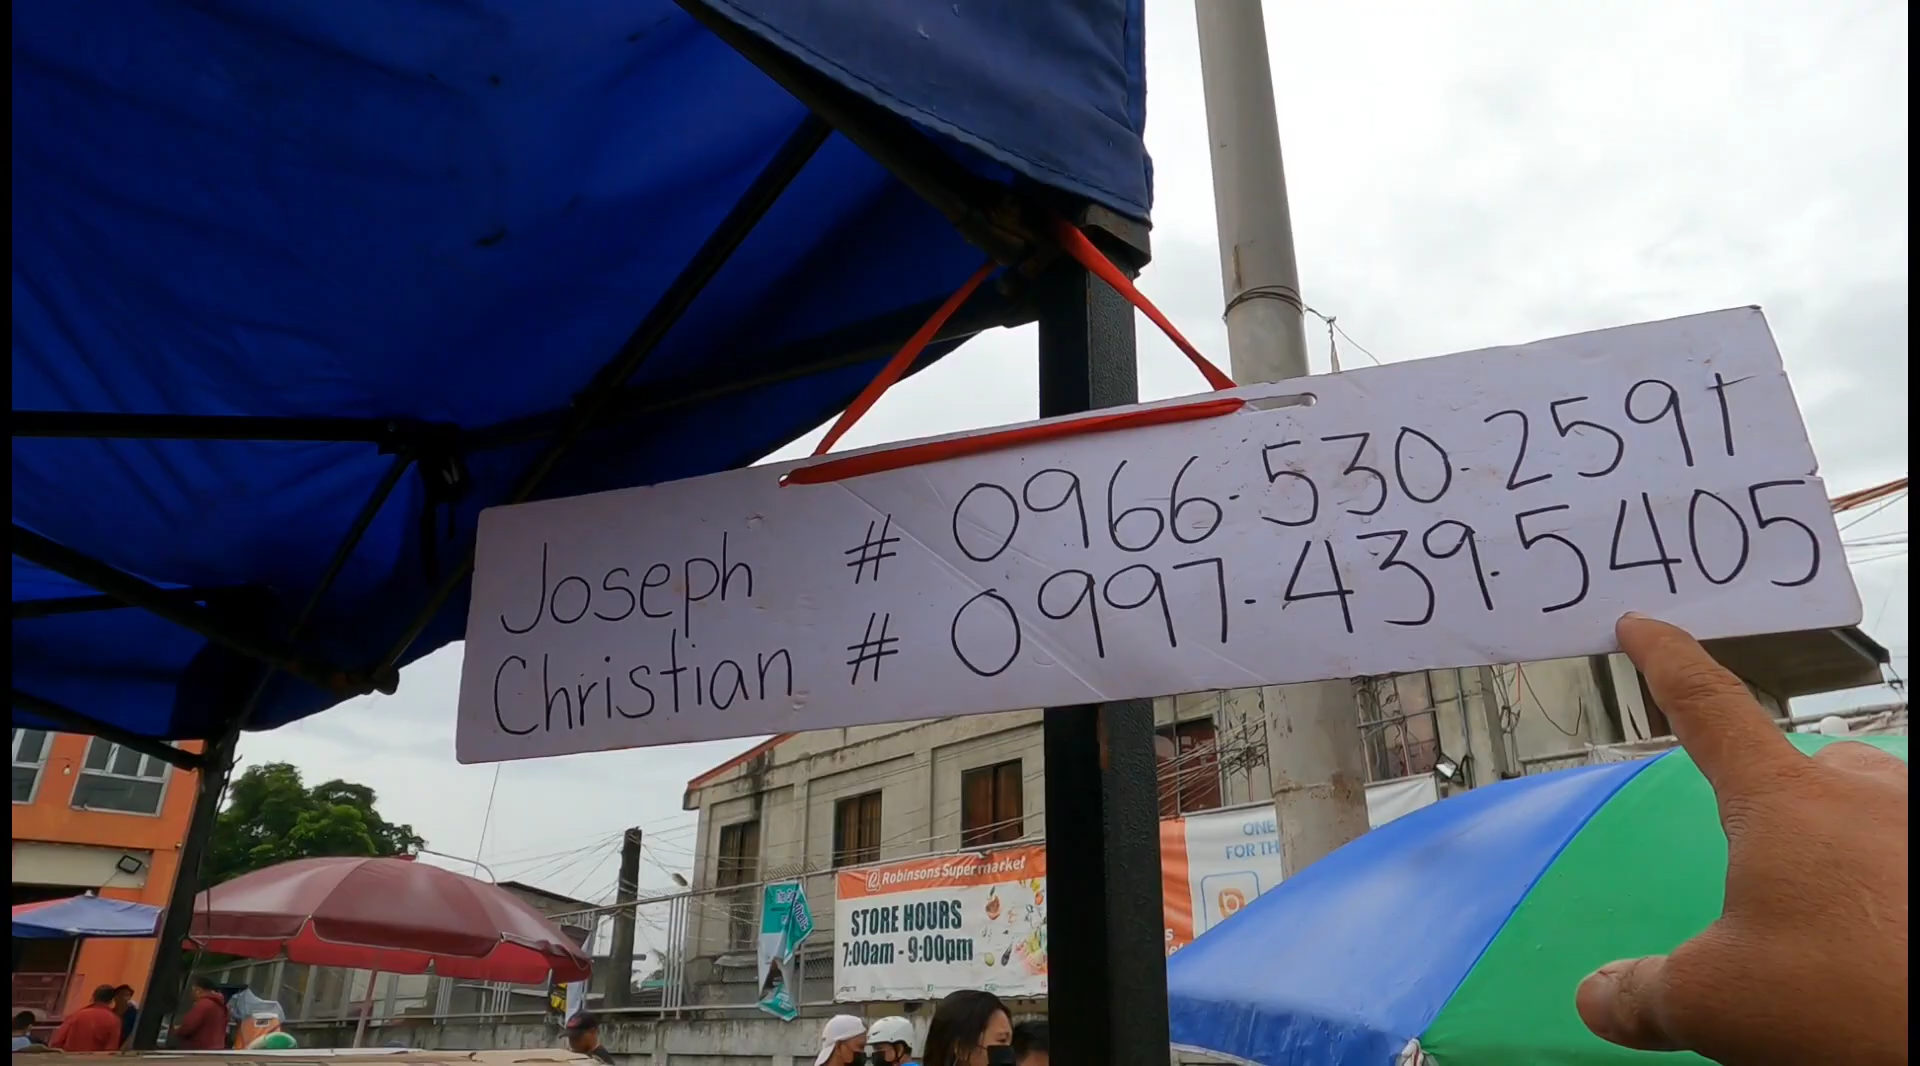 Joseph # 0966-530-2591
Christian # 0997-439-5405
Robinsons Supermarket
STORE HOURS
7:00am - 9:00pm
ONE
FOR TH